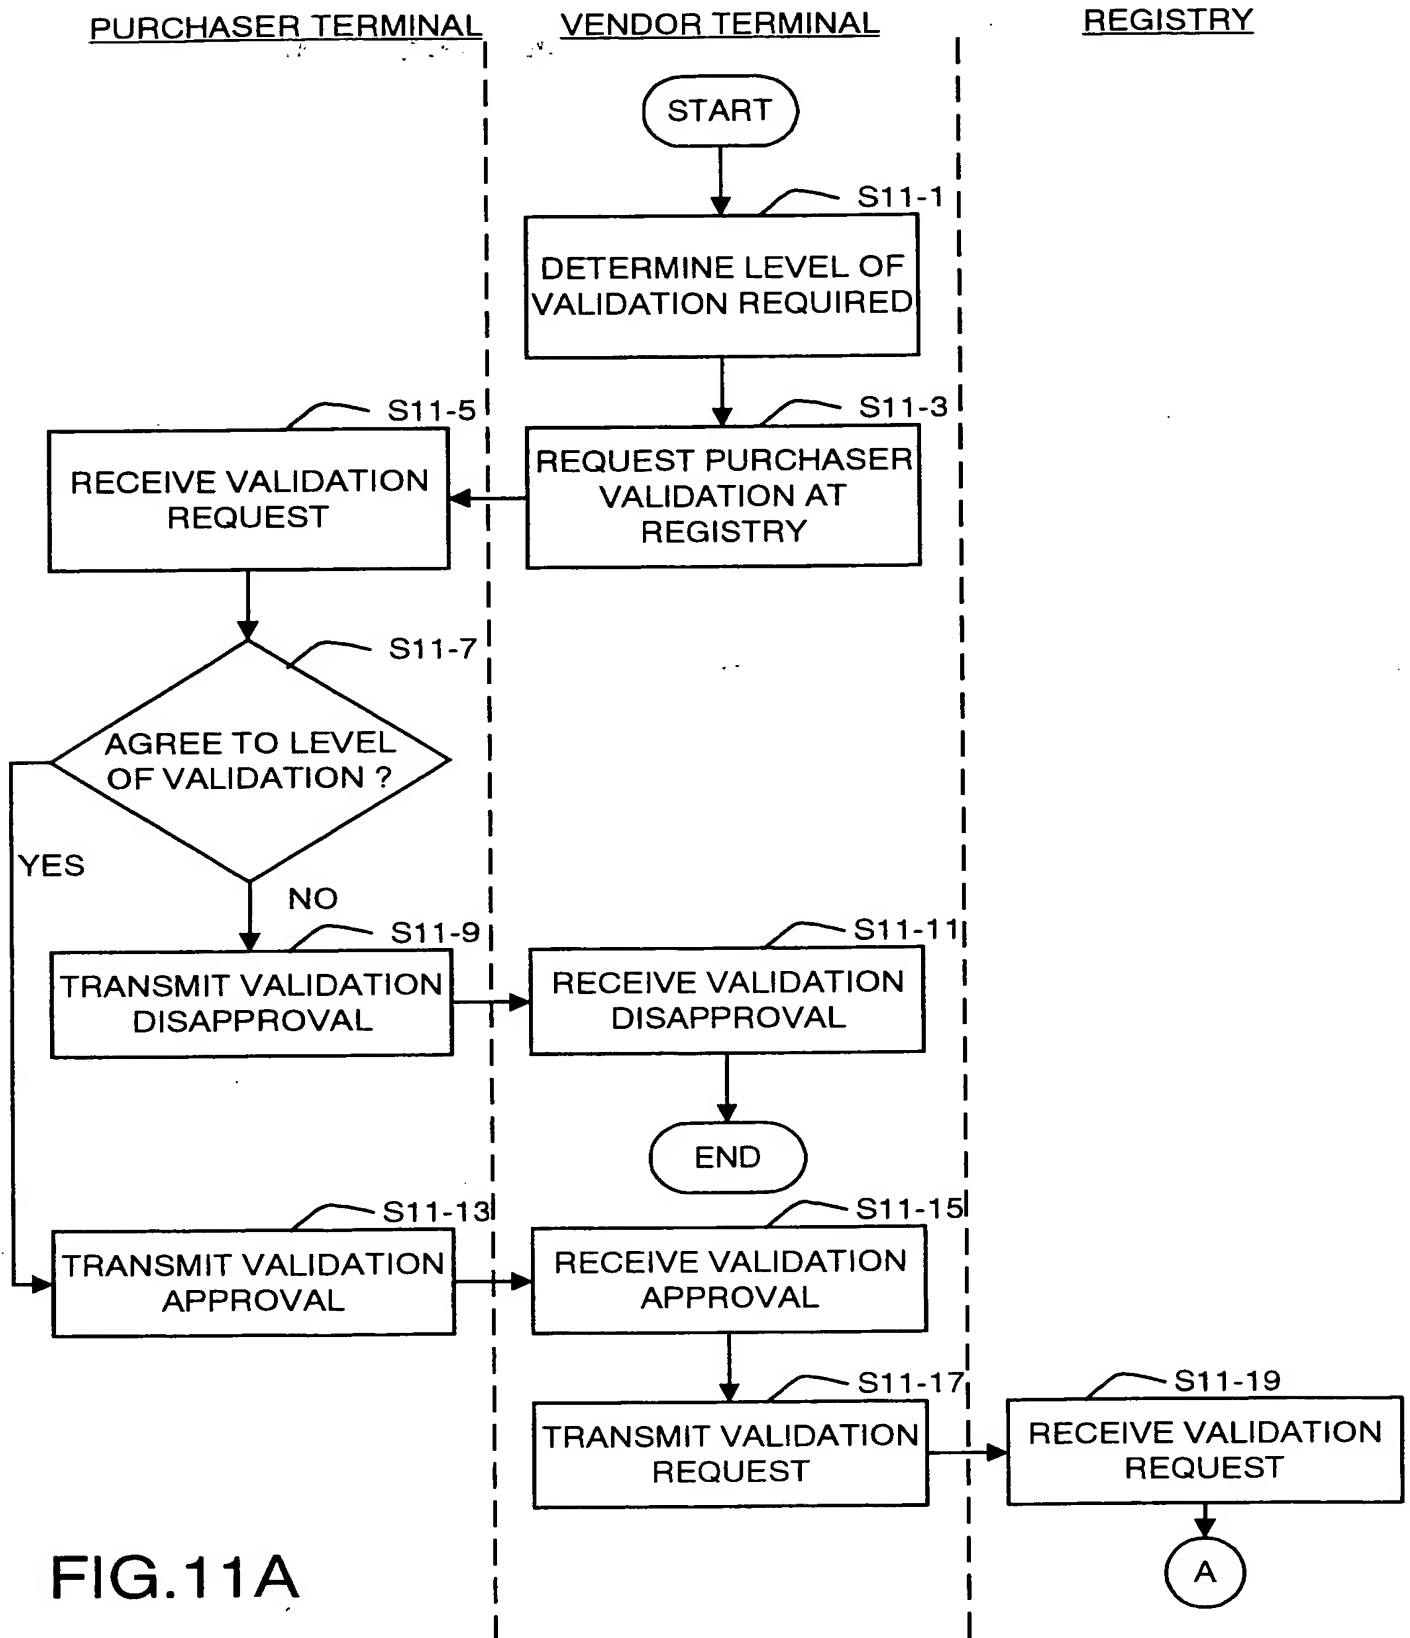 PURCHASER TERMINAL
VENDOR TERMINAL
REGISTRY
START
S11-1
DETERMINE LEVEL OF
VALIDATION REQUIRED
S11-3
REQUEST PURCHASER
VALIDATION AT
REGISTRY
S11-5
RECEIVE VALIDATION
REQUEST
S11-7
AGREE TO LEVEL
OF VALIDATION ?
YES
NO
S11-9
TRANSMIT VALIDATION
DISAPPROVAL
S11-11
RECEIVE VALIDATION
DISAPPROVAL
END
S11-13
TRANSMIT VALIDATION
APPROVAL
S11-15
RECEIVE VALIDATION
APPROVAL
S11-17
TRANSMIT VALIDATION
REQUEST
S11-19
RECEIVE VALIDATION
REQUEST
A
FIG.11A